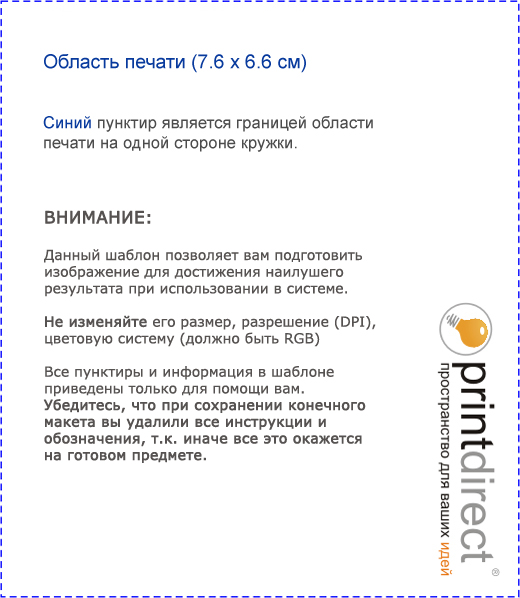 Область печати (7.6 x 6.6 см)
Синий пунктир является границей области
печати на одной стороне кружки.
ВНИМАНИЕ:
Данный шаблон позволяет вам подготовить
изображение для достижения наилушего
результата при использовании в системе.
Не изменяйте его размер, разрешение (DPI),
цветовую систему (должно быть RGB)
Все пунктиры и информация в шаблоне
приведены только для помощи вам.
Убедитесь, что при сохранении конечного
макета вы удалили все инструкции и
обозначения, т.к. иначе все это окажется
на готовом предмете.
printdirect ®
пространство для ваших идей